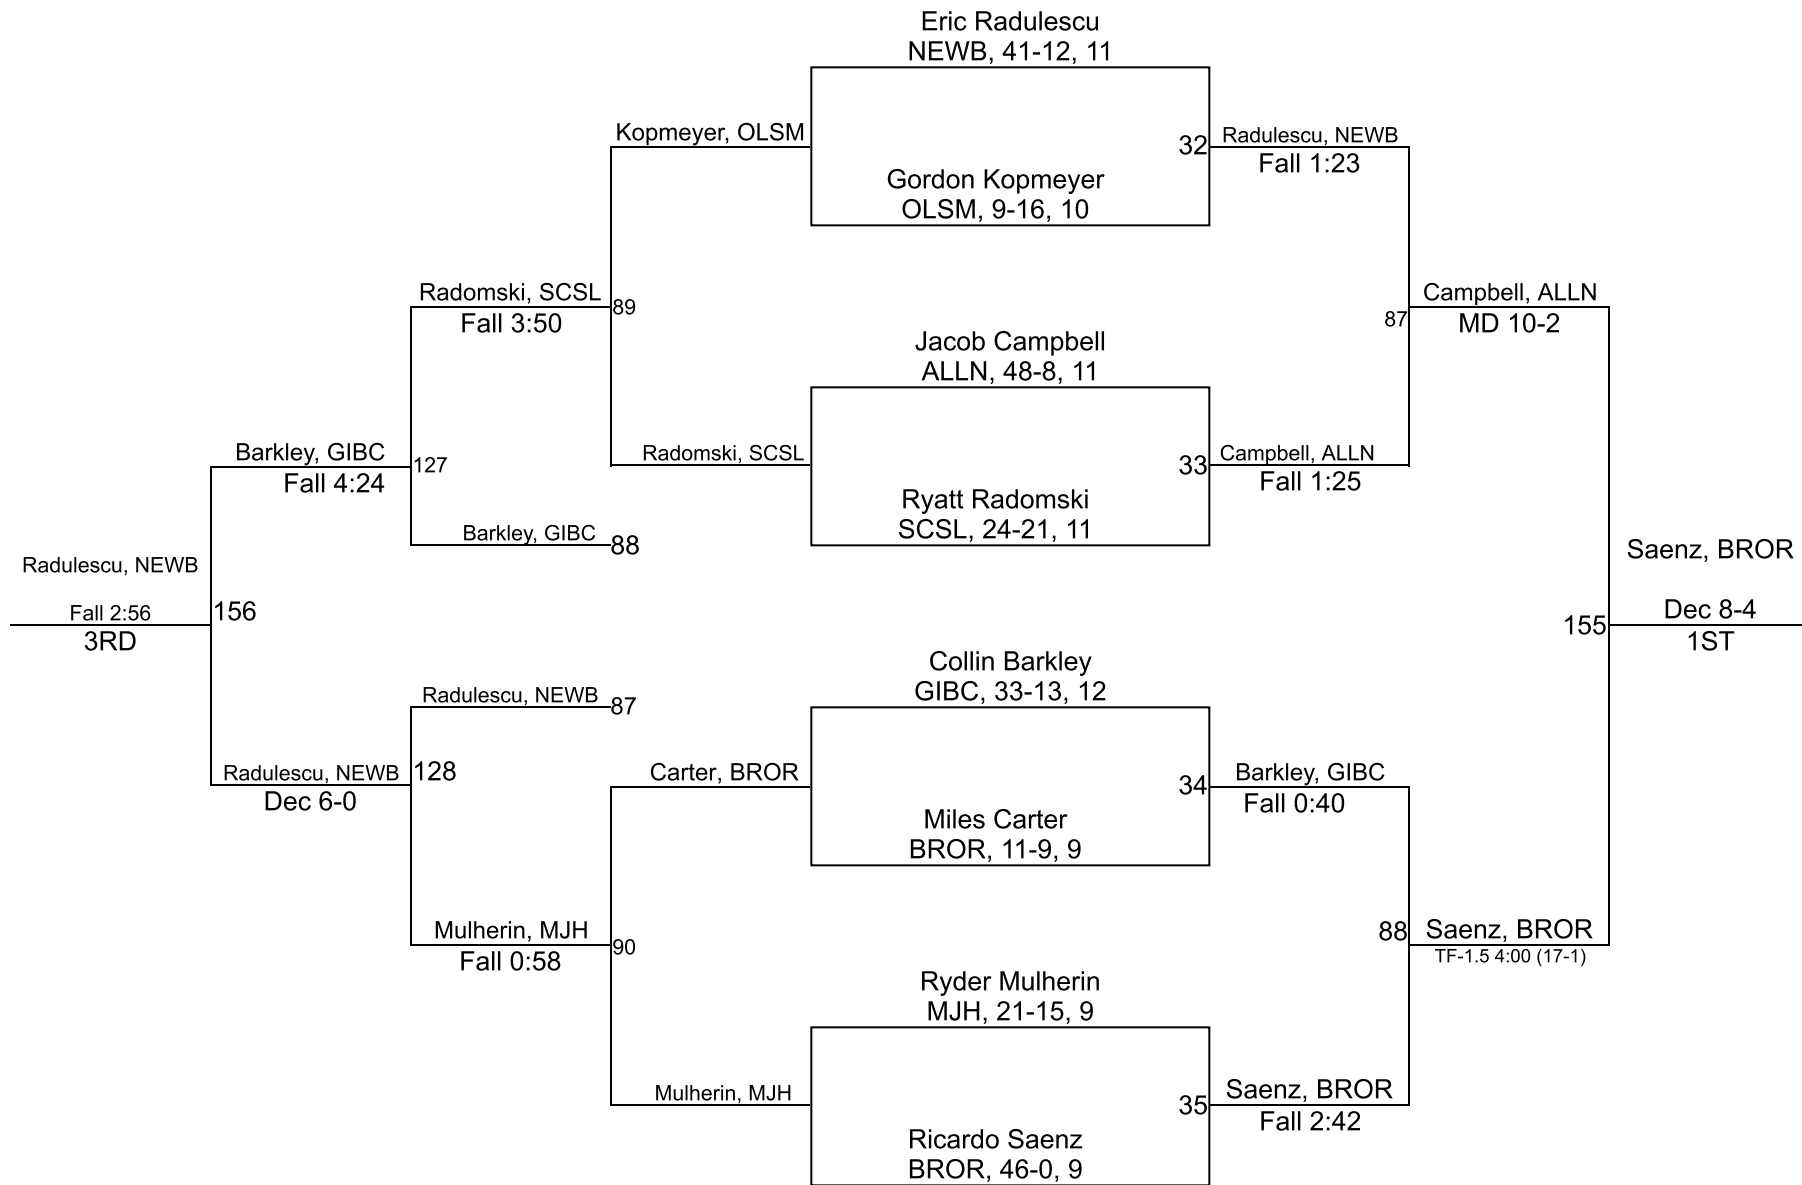 Eric Radulescu
NEWB, 41-12, 11
Kopmeyer, OLSM
32
Radulescu, NEWB
Fall 1:23
Gordon Kopmeyer
OLSM, 9-16, 10
Radomski, SCSL
Fall 3:50
89
87
Campbell, ALLN
MD 10-2
Jacob Campbell
ALLN, 48-8, 11
Barkley, GIBC
Fall 4:24
127
Radomski, SCSL
33
Campbell, ALLN
Fall 1:25
Ryatt Radomski
SCSL, 24-21, 11
Barkley, GIBC
88
Radulescu, NEWB
Fall 2:56
3RD
156
155
Saenz, BROR
Dec 8-4
1ST
Collin Barkley
GIBC, 33-13, 12
Radulescu, NEWB
87
Radulescu, NEWB
Dec 6-0
128
Carter, BROR
34
Barkley, GIBC
Fall 0:40
Miles Carter
BROR, 11-9, 9
Mulherin, MJH
Fall 0:58
90
88
Saenz, BROR
TF-1.5 4:00 (17-1)
Ryder Mulherin
MJH, 21-15, 9
Mulherin, MJH
35
Saenz, BROR
Fall 2:42
Ricardo Saenz
BROR, 46-0, 9